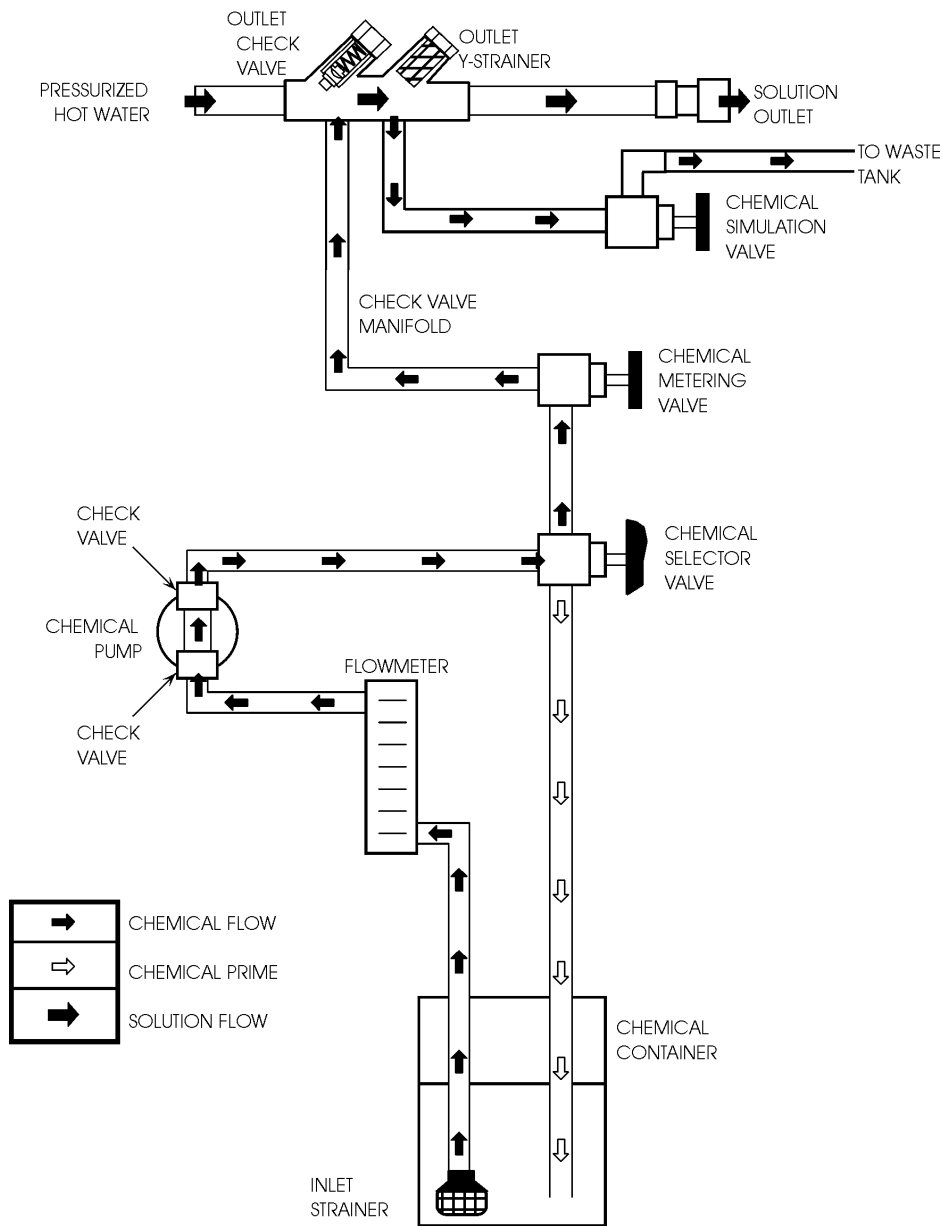 OUTLET
CHECK
VALVE
OUTLET
Y-STRAINER
PRESSURIZED
HOT WATER
SOLUTION
OUTLET
TO WASTE
TANK
CHEMICAL
SIMULATION
VALVE
CHECK VALVE
MANIFOLD
CHEMICAL
METERING
VALVE
CHECK
VALVE
CHEMICAL
SELECTOR
VALVE
CHEMICAL
PUMP
FLOWMETER
CHECK
VALVE
CHEMICAL FLOW
CHEMICAL PRIME
SOLUTION FLOW
CHEMICAL
CONTAINER
INLET
STRAINER